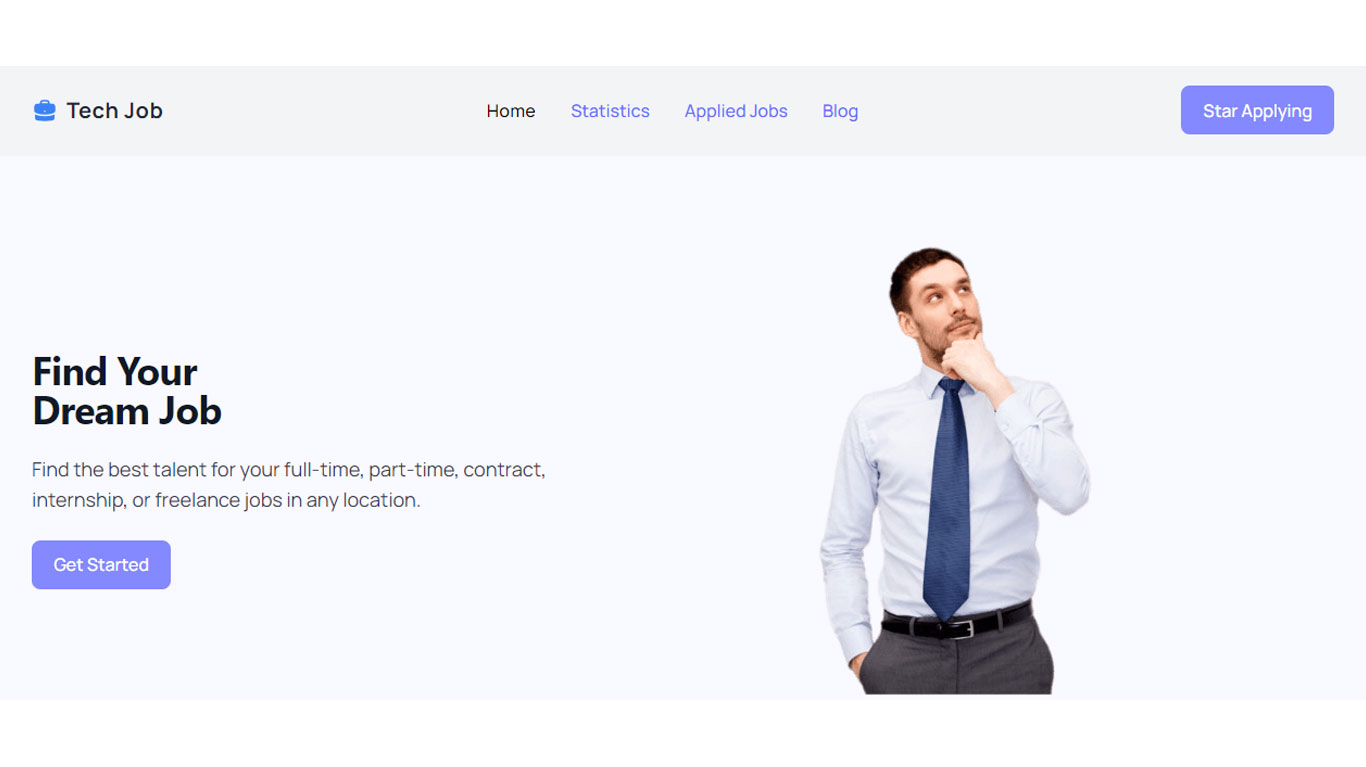 Tech Job
Home
Statistics
Applied Jobs
Blog
Star Applying
Find Your
Dream Job
Find the best talent for your full-time, part-time, contract,
internship, or freelance jobs in any location.
Get Started